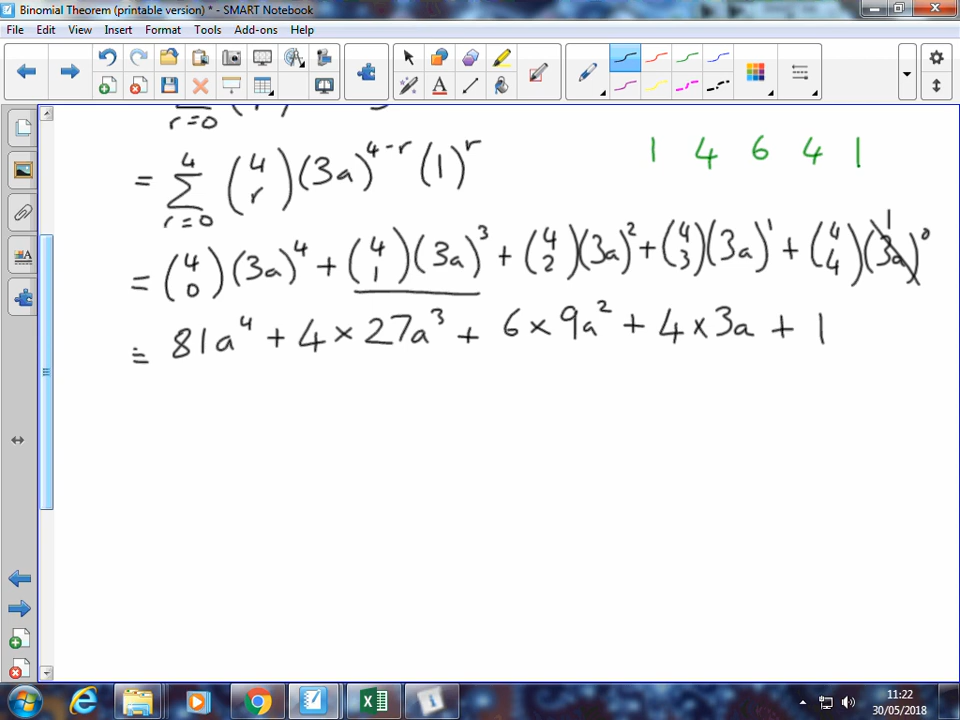 Binomial Theorem (printable version) * - SMART Notebook
File Edit View Insert Format Tools Add-ons Help
r=0
1 4 6 4 1
= 4 ∑ r=0 (4 r) (3a)^4-r (1)^r
= (4 0) (3a)^4 + (4 1) (3a)^3 + (4 2) (3a)^2 + (4 3) (3a)^1 + (4 4) (3a)^0 1
= 81a^4 + 4 × 27a^3 + 6 × 9a^2 + 4 × 3a + 1
11:22
30/05/2018